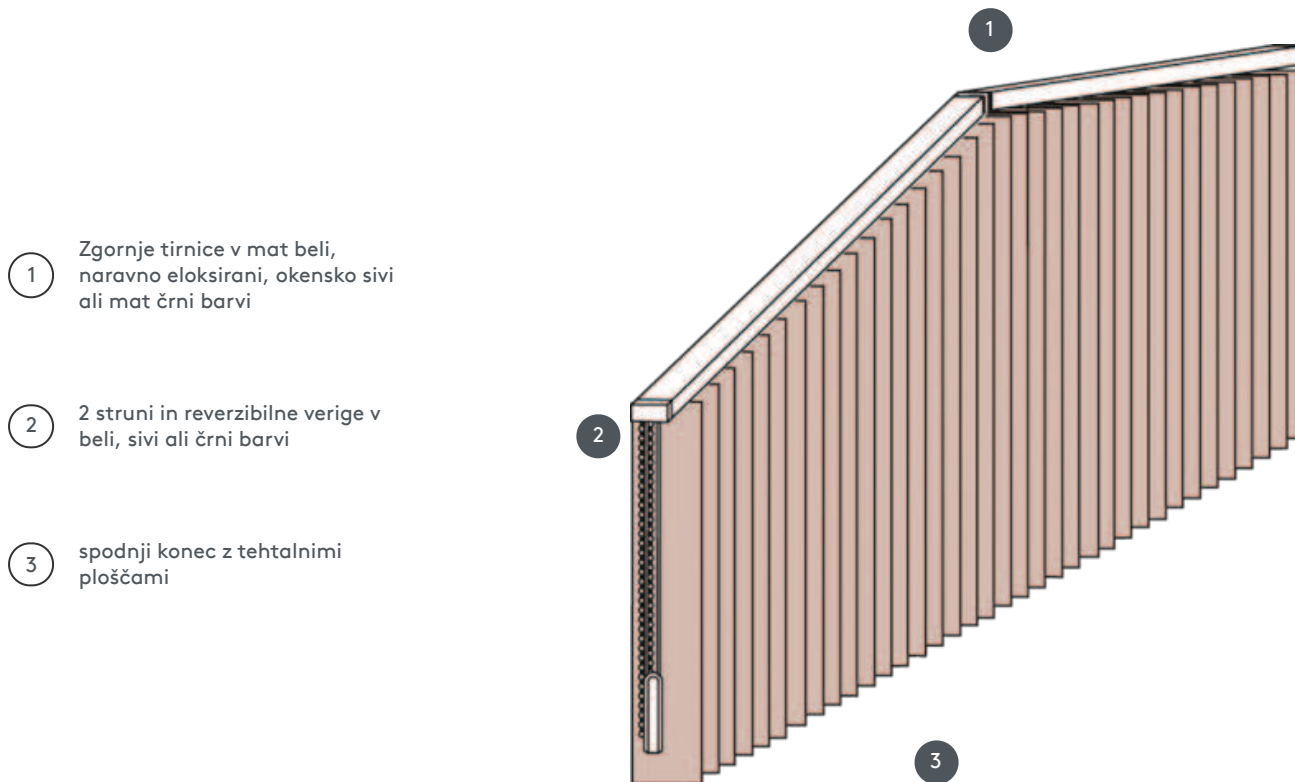 1
Zgornje tirnice v mat beli,
naravno eloksirani, okensko sivi
ali mat črni barvi
2
2 struni in reverzibilne verige v
beli, sivi ali črni barvi
3
spodnji konec z tehtalnimi
ploščami
1
2
3